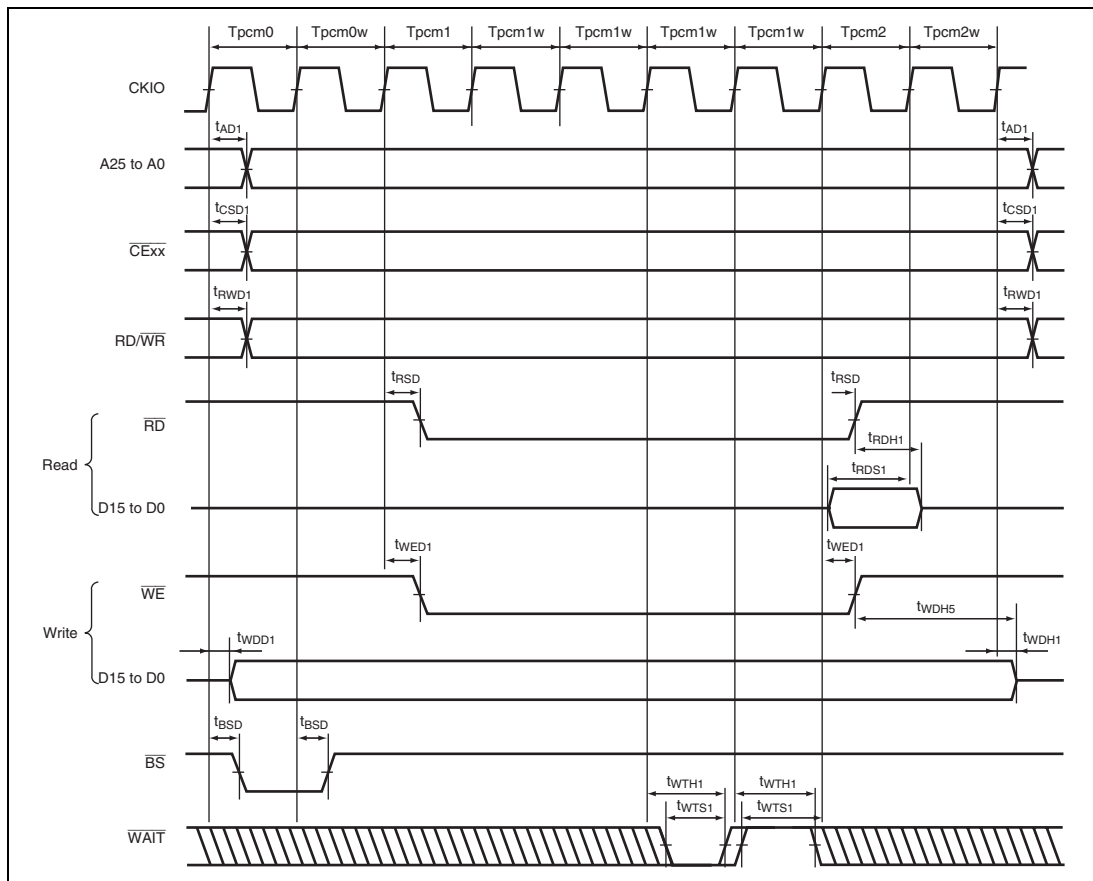 Tpcm0 Tpcm0w Tpcm1 Tpcm1w Tpcm1w Tpcm1w Tpcm1w Tpcm2 Tpcm2w
CKIO
tAD1 tAD1
A25 to A0
tCSD1 tCSD1
CExx
tRWD1 tRWD1
RD/WR
tRSD tRSD
RD
tRDH1
Read
tRDS1
D15 to D0
tWED1 tWED1
WE
tWDH5
Write
tWDD1 tWDH1
D15 to D0
tBSD tBSD
BS
tWTH1 tWTH1
tWTS1 tWTS1
WAIT